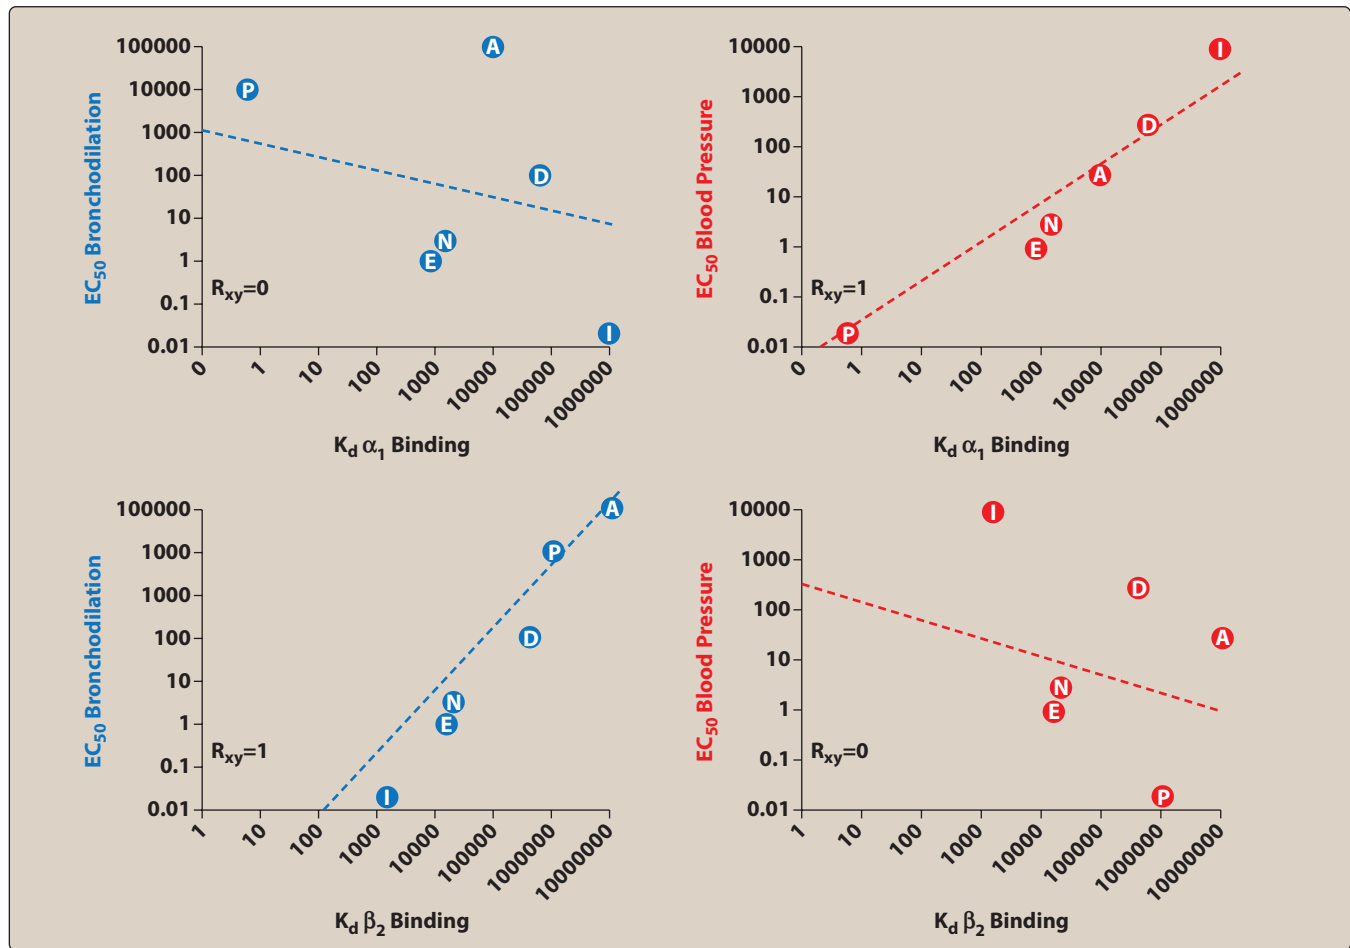 100000
10000
1000
100
10
1
0.1
0.01
EC50 Bronchodilation
A
P
D
N
E
I
Rxy=0
0 1 10 100 1000 10000 100000 1000000
Kd α1 Binding
10000
1000
100
10
1
0.1
0.01
EC50 Blood Pressure
I
D
A
N
E
P
Rxy=1
0 1 10 100 1000 10000 100000 1000000
Kd α1 Binding
100000
10000
1000
100
10
1
0.1
0.01
EC50 Bronchodilation
A
P
D
N
E
I
Rxy=1
1 10 100 1000 10000 100000 1000000 10000000
Kd β2 Binding
10000
1000
100
10
1
0.1
0.01
EC50 Blood Pressure
I
D
A
N
E
P
Rxy=0
1 10 100 1000 10000 100000 1000000 10000000
Kd β2 Binding